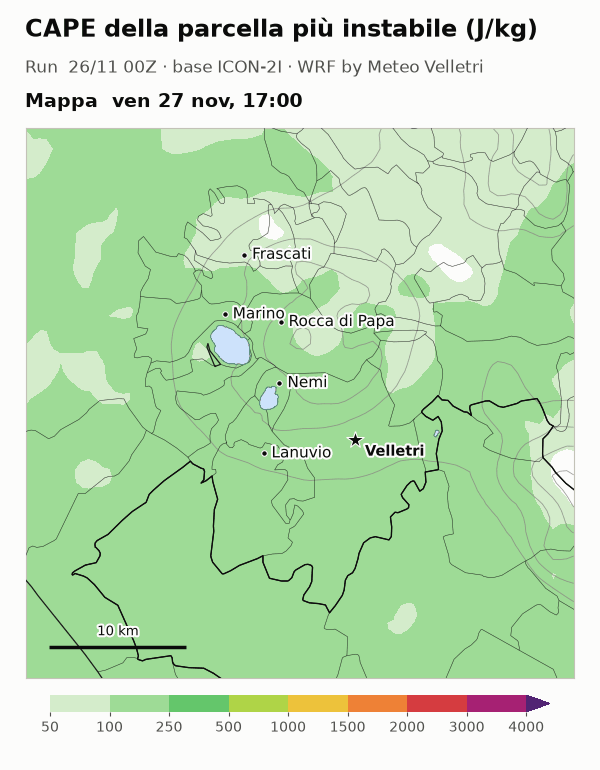 CAPE della parcella più instabile (J/kg)
Run  26/11 00Z · base ICON-2I · WRF by Meteo Velletri
Mappa  ven 27 nov, 17:00
Frascati
Marino
Rocca di Papa
Nemi
Velletri
Lanuvio
10 km
50 100 250 500 1000 1500 2000 3000 4000